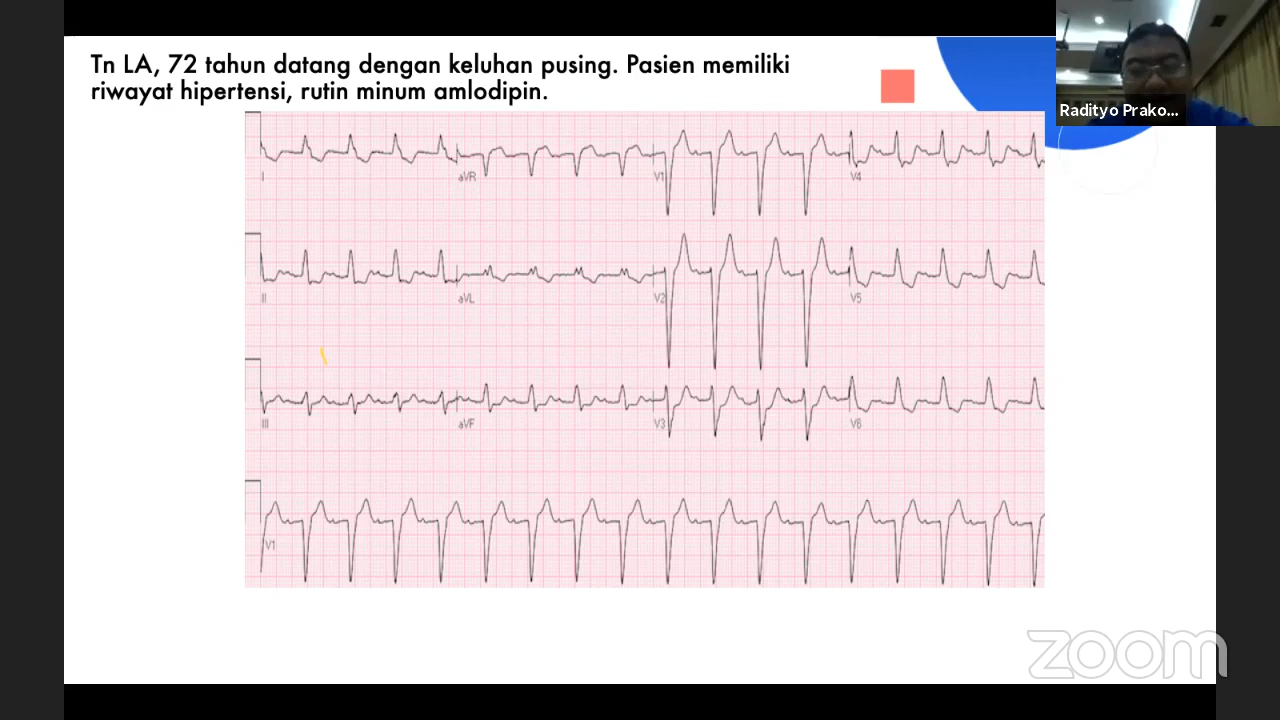 Tn LA, 72 tahun datang dengan keluhan pusing. Pasien memiliki
riwayat hipertensi, rutin minum amlodipin.
Radityo Prako...
I
aVR
V1
V4
II
aVL
V2
V5
III
aVF
V3
V6
V1
zoom